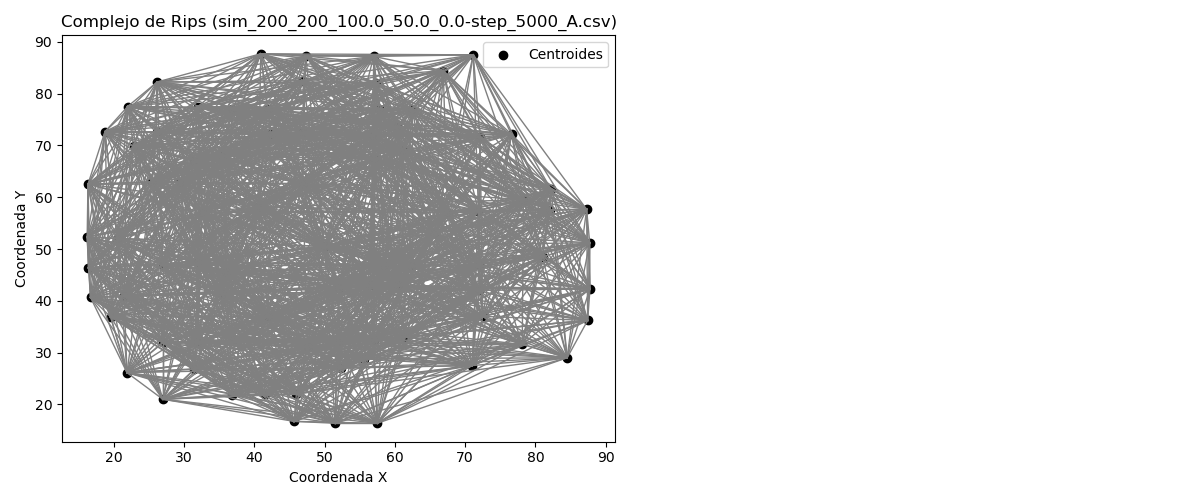 Complejo de Rips (sim_200_200_100.0_50.0_0.0-step_5000_A.csv)
Centroides
Coordenada Y
90
80
70
60
50
40
30
20
20 30 40 50 60 70 80 90
Coordenada X